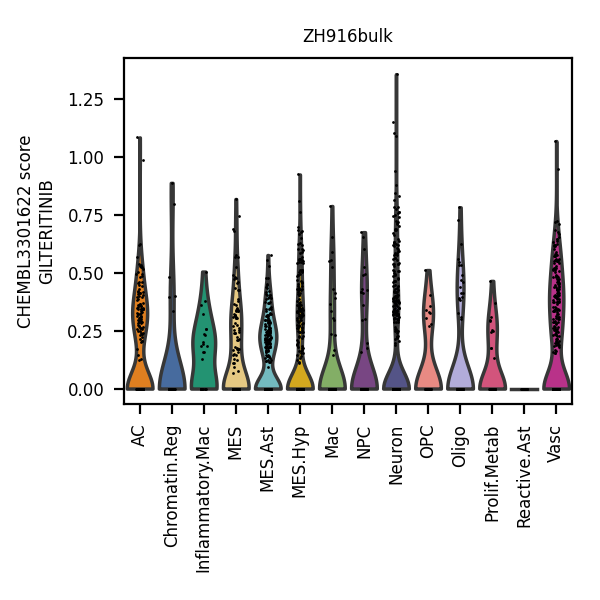 ZH916bulk
CHEMBL3301622 score
GILTERITINIB
1.25
1.00
0.75
0.50
0.25
0.00
AC
Chromatin.Reg
Inflammatory.Mac
MES
MES.Ast
MES.Hyp
Mac
NPC
Neuron
OPC
Oligo
Prolif.Metab
Reactive.Ast
Vasc